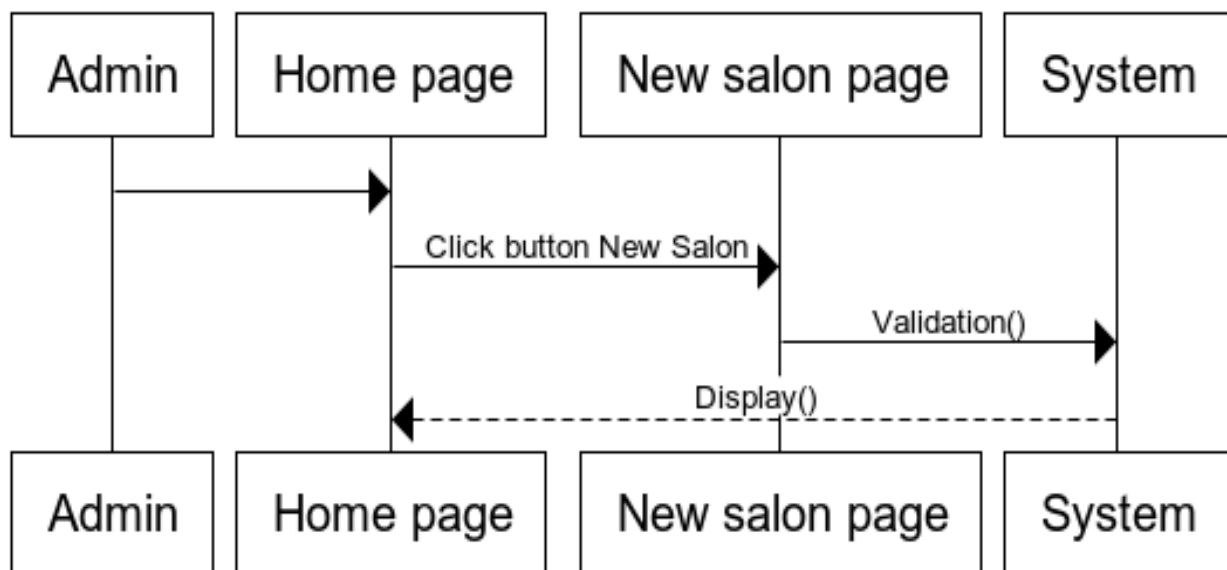 Admin
Home page
New salon page
System
Click button New Salon
Validation()
Display()
Admin
Home page
New salon page
System